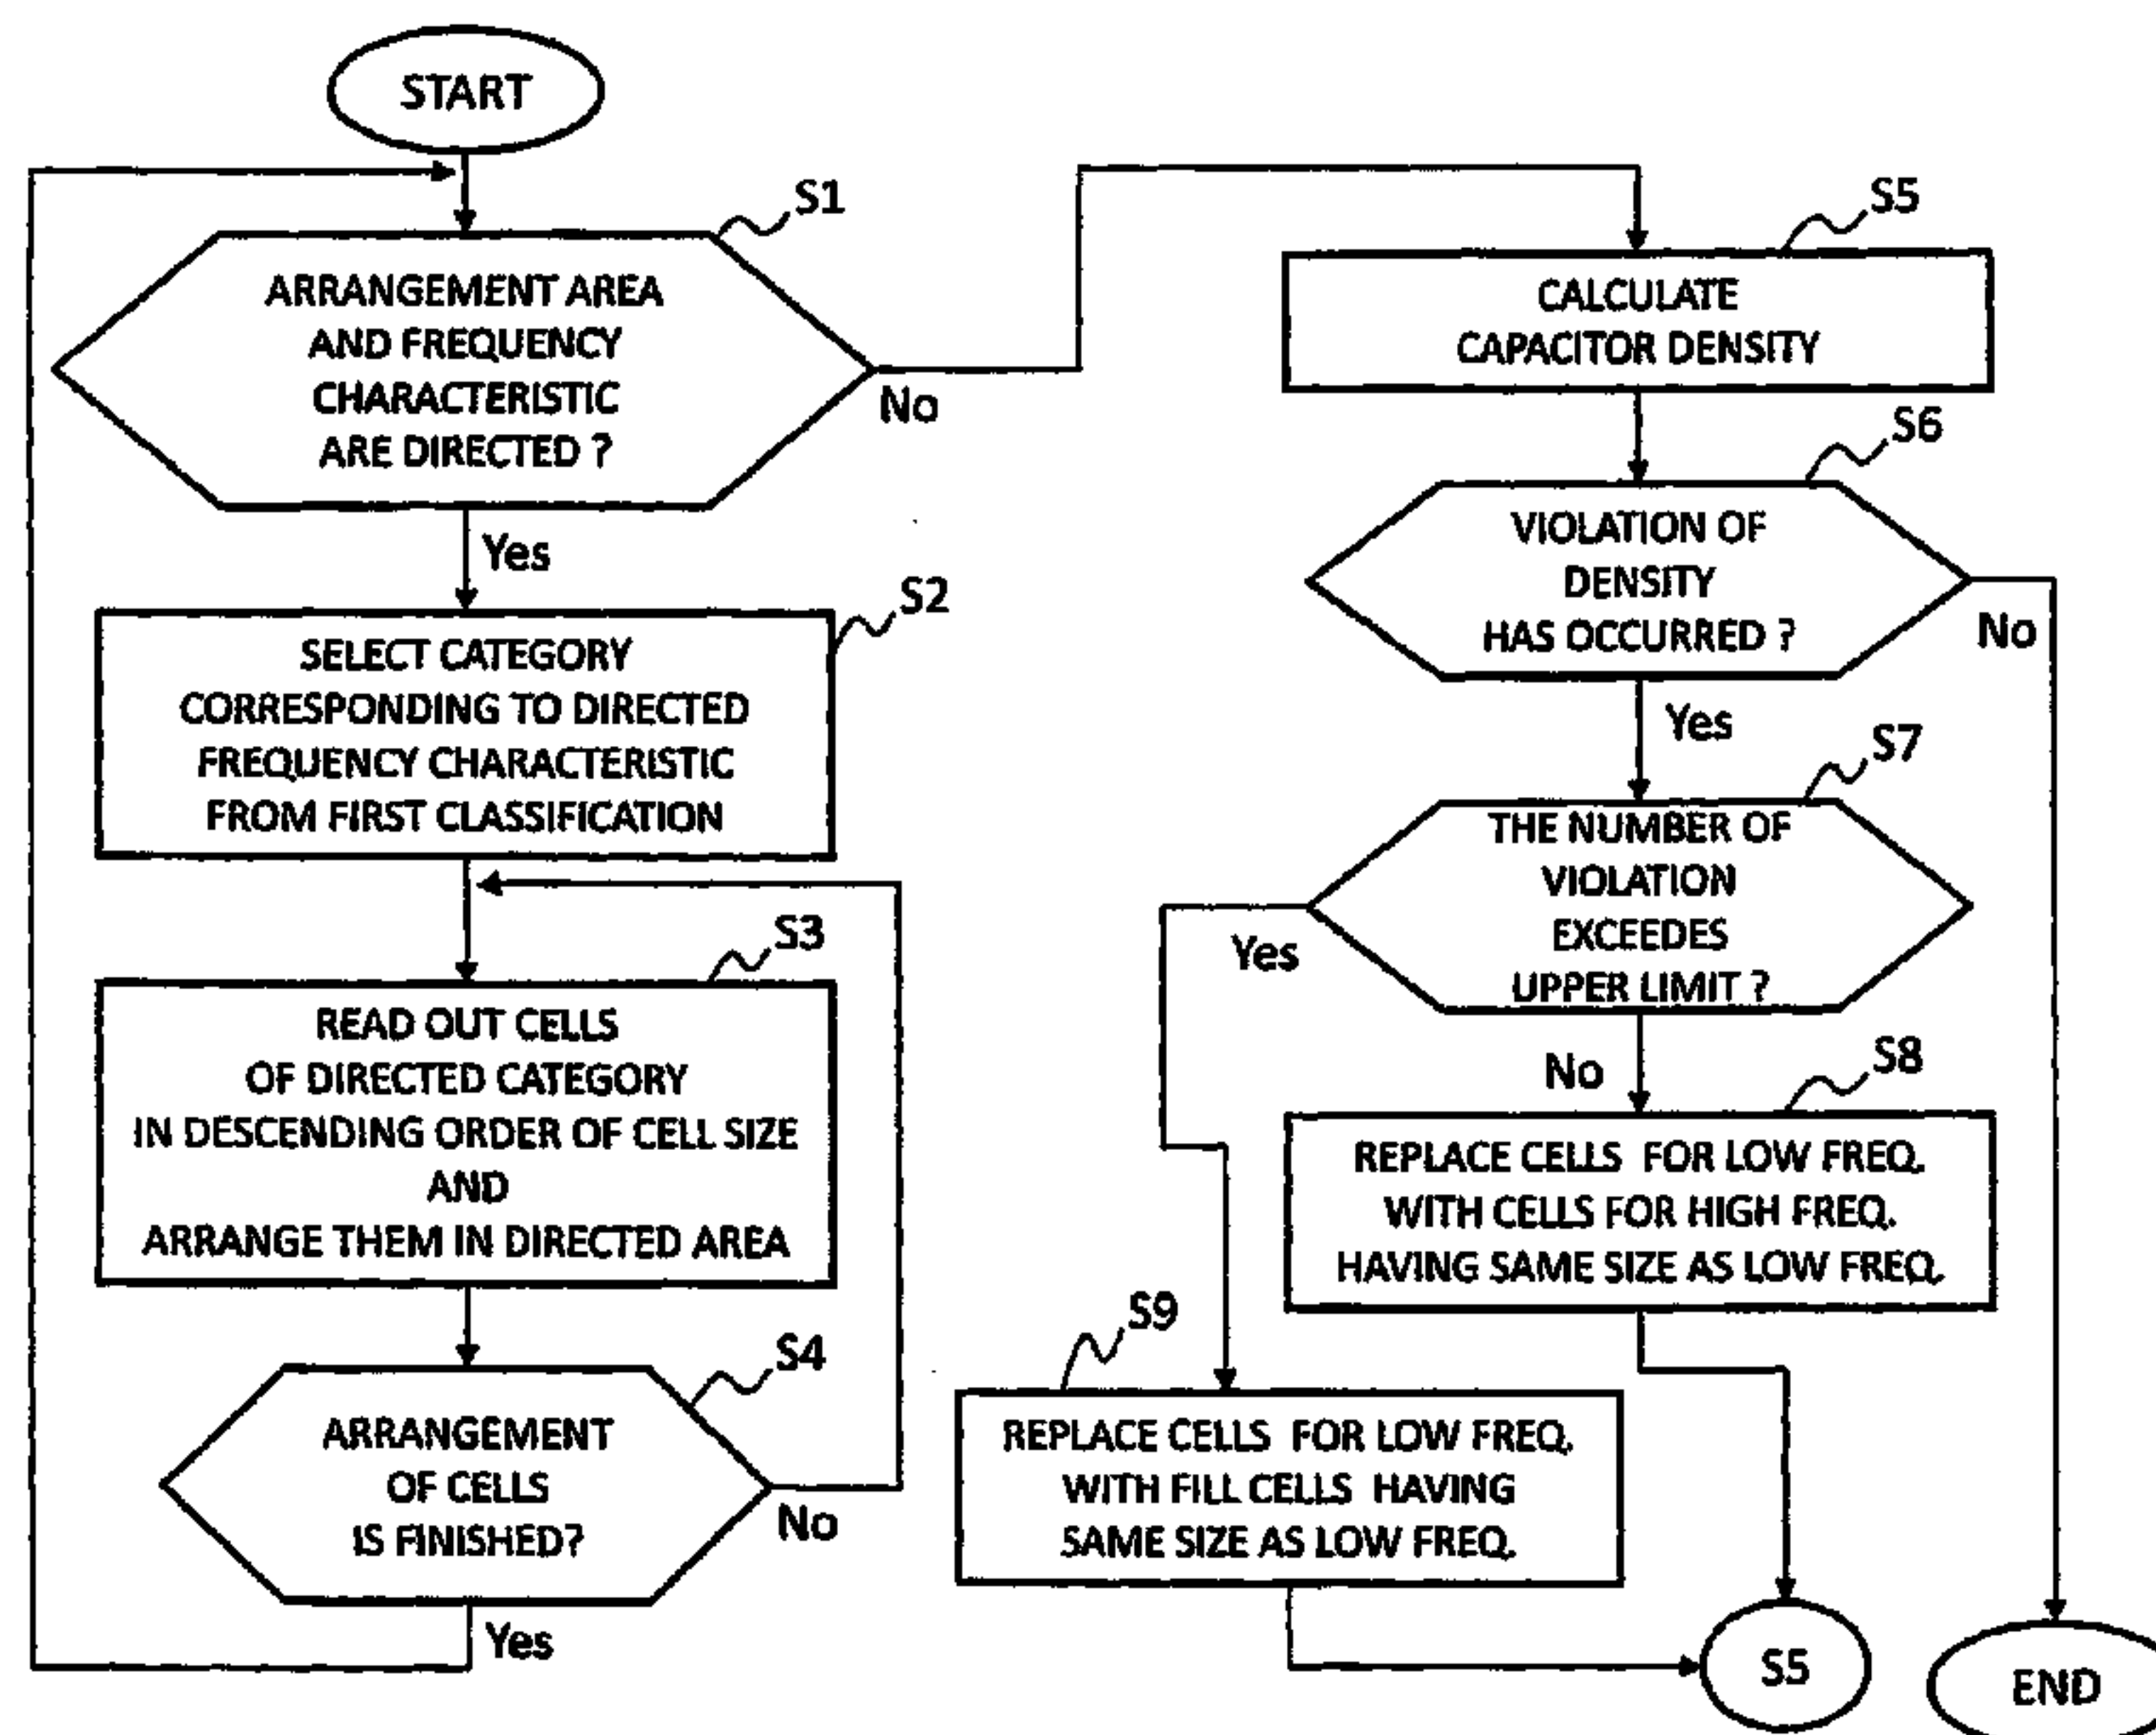 START
S1
ARRANGEMENT AREA
AND FREQUENCY
CHARACTERISTIC
ARE DIRECTED ?
No
Yes
S2
SELECT CATEGORY
CORRESPONDING TO DIRECTED
FREQUENCY CHARACTERISTIC
FROM FIRST CLASSIFICATION
S3
READ OUT CELLS
OF DIRECTED CATEGORY
IN DESCENDING ORDER OF CELL SIZE
AND
ARRANGE THEM IN DIRECTED AREA
S4
ARRANGEMENT
OF CELLS
IS FINISHED?
No
Yes
S5
CALCULATE
CAPACITOR DENSITY
S6
VIOLATION OF
DENSITY
HAS OCCURRED ?
No
Yes
S7
THE NUMBER OF
VIOLATION
EXCEEDES
UPPER LIMIT ?
Yes
No
S8
REPLACE CELLS FOR LOW FREQ.
WITH CELLS FOR HIGH FREQ.
HAVING SAME SIZE AS LOW FREQ.
S9
REPLACE CELLS FOR LOW FREQ.
WITH FILL CELLS HAVING
SAME SIZE AS LOW FREQ.
S5
END